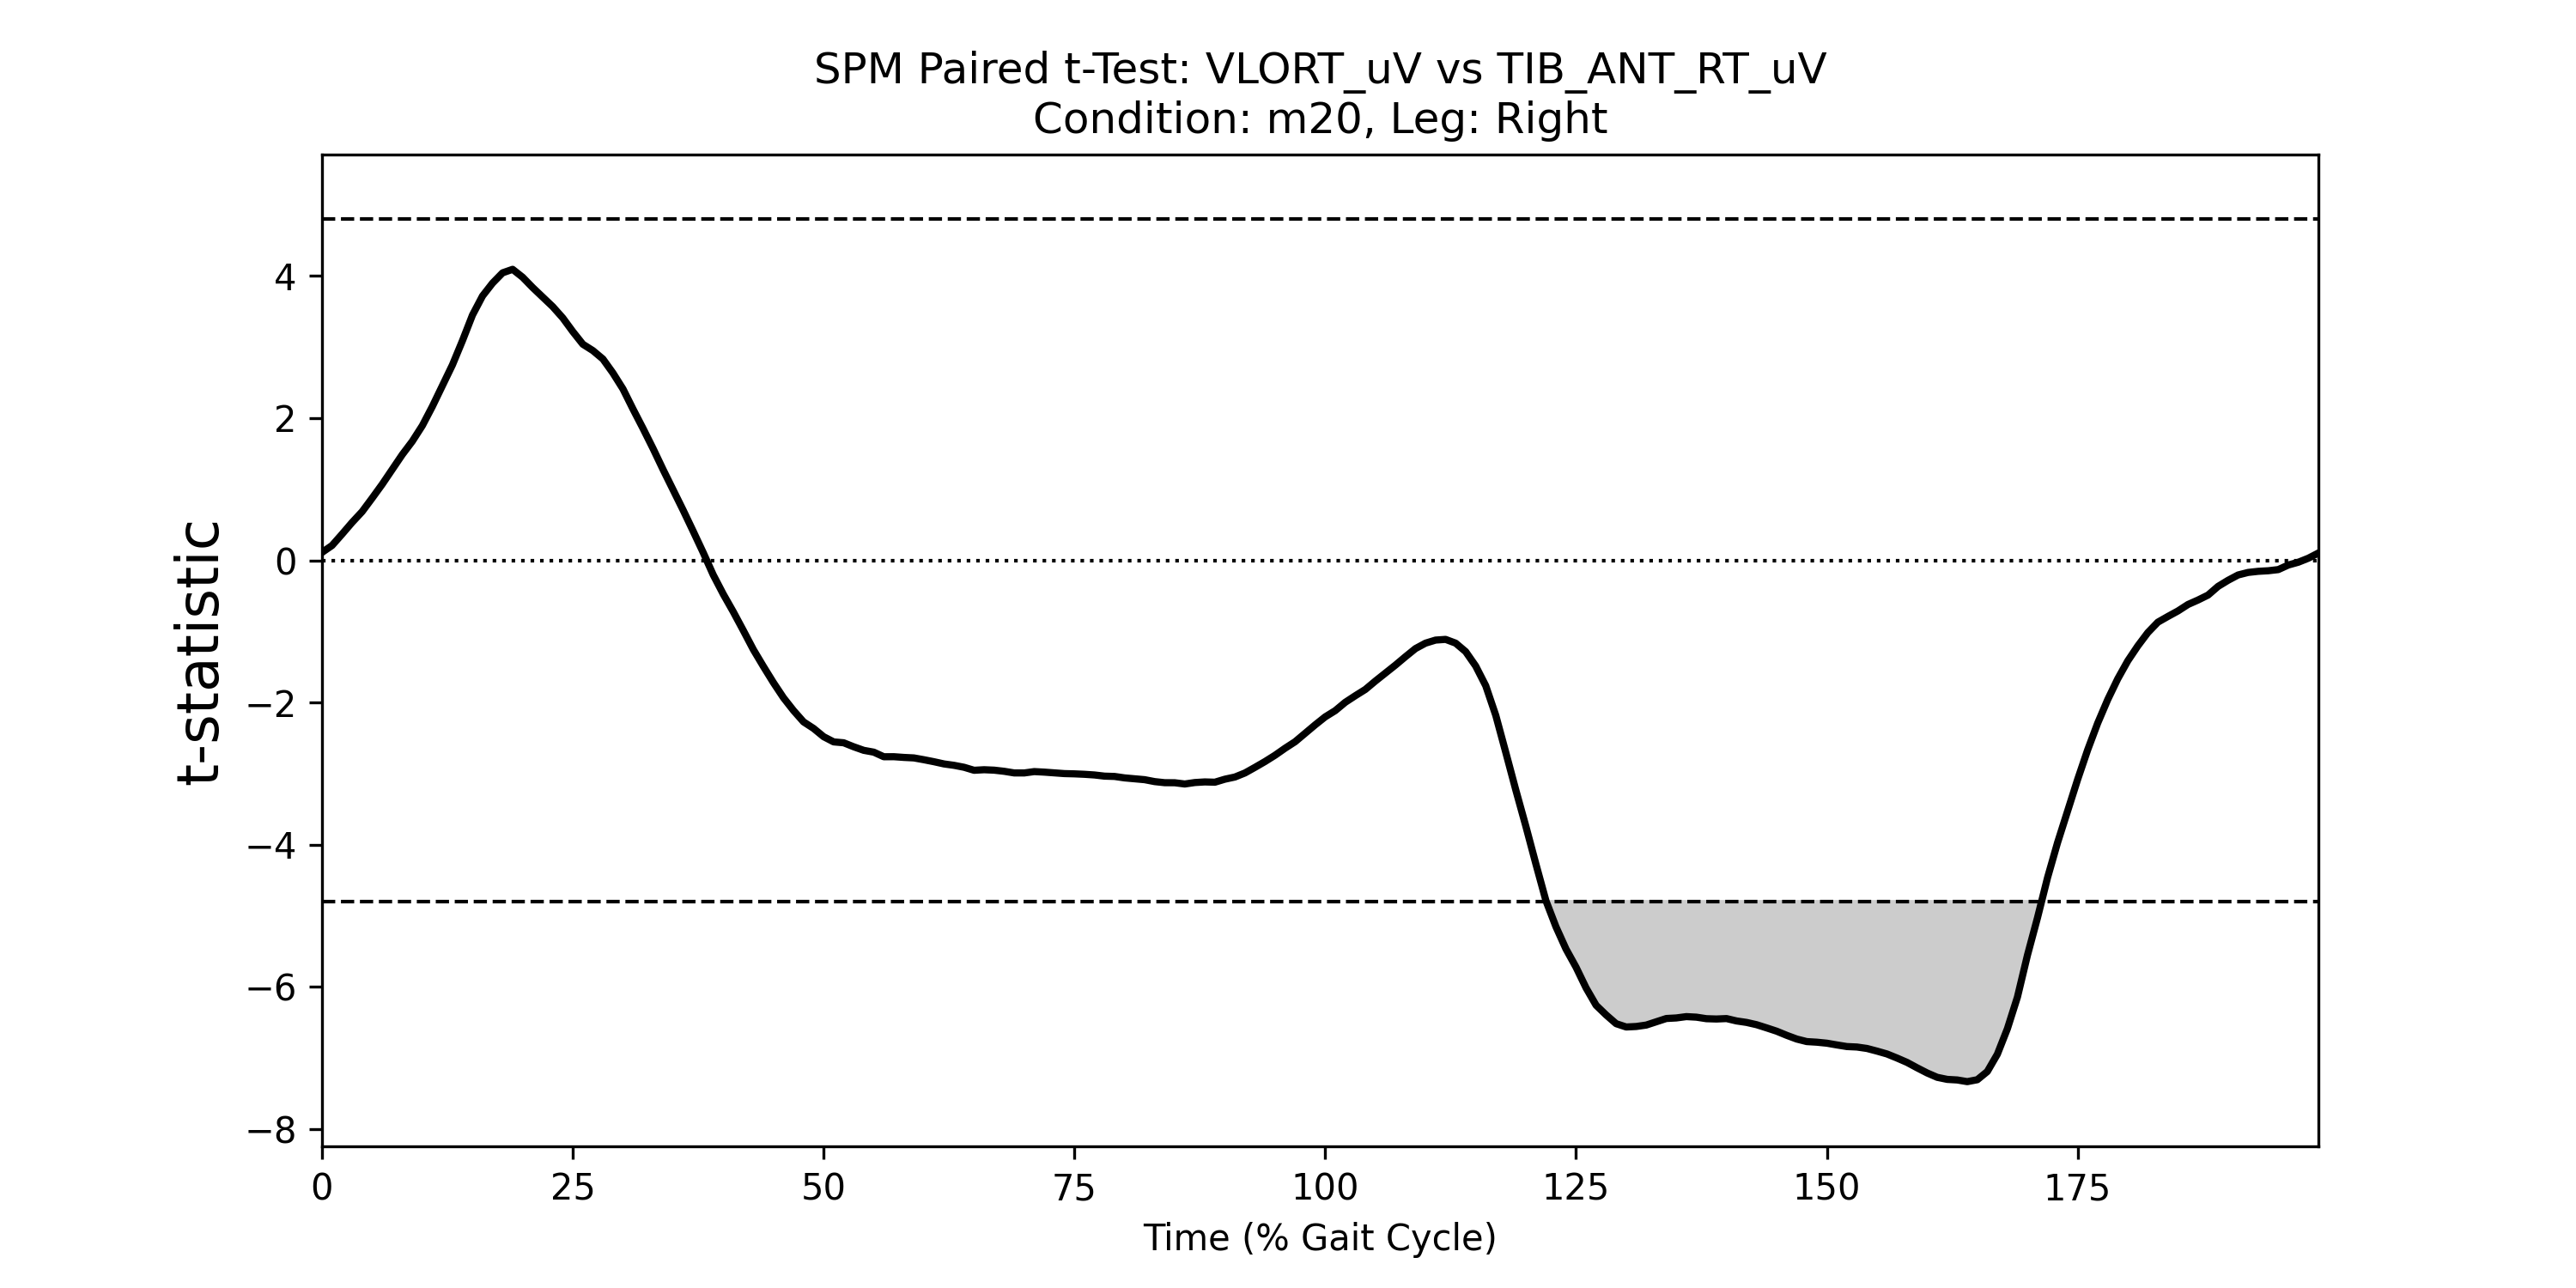 SPM Paired t-Test: VLORT_uV vs TIB_ANT_RT_uV
Condition: m20, Leg: Right
t-statistic
4
2
0
−2
−4
−6
−8
0 25 50 75 100 125 150 175
Time (% Gait Cycle)